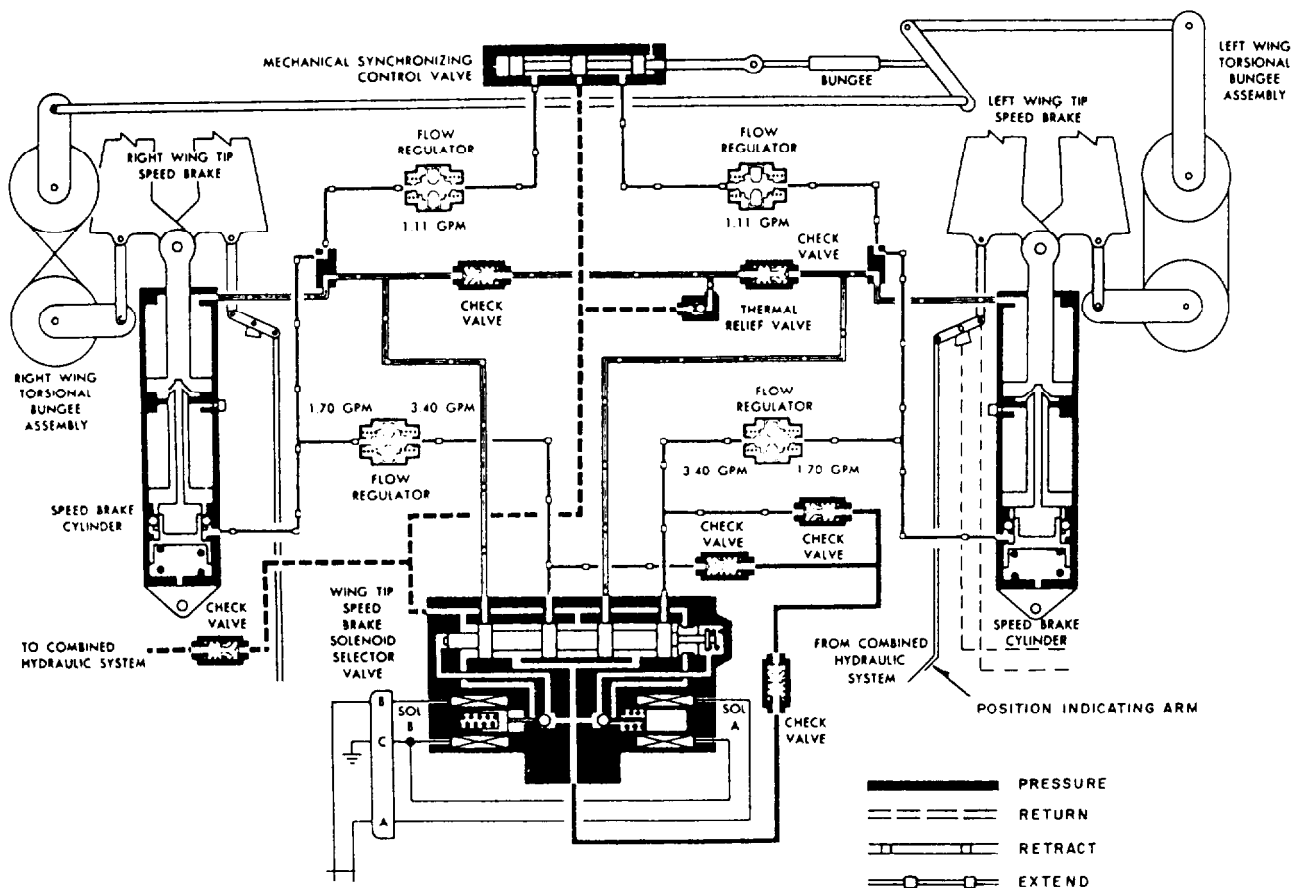 MECHANICAL SYNCHRONIZING
CONTROL VALVE
BUNGEE
LEFT WING
TORSIONAL
BUNGEE
ASSEMBLY
LEFT WING TIP
SPEED BRAKE
RIGHT WING TIP
SPEED BRAKE
FLOW
REGULATOR
1.11 GPM
FLOW
REGULATOR
1.11 GPM
CHECK
VALVE
CHECK
VALVE
THERMAL
RELIEF VALVE
RIGHT WING
TORSIONAL
BUNGEE
ASSEMBLY
1.70 GPM
3.40 GPM
FLOW
REGULATOR
FLOW
REGULATOR
3.40 GPM
1.70 GPM
SPEED BRAKE
CYLINDER
CHECK
VALVE
CHECK
VALVE
WING TIP
SPEED
BRAKE
SOLENOID
SELECTOR
VALVE
CHECK
VALVE
TO COMBINED
HYDRAULIC SYSTEM
SPEED BRAKE
CYLINDER
FROM COMBINED
HYDRAULIC
SYSTEM
POSITION INDICATING ARM
B
SOL
B
SOL
A
C
A
CHECK
VALVE
PRESSURE
RETURN
RETRACT
EXTEND